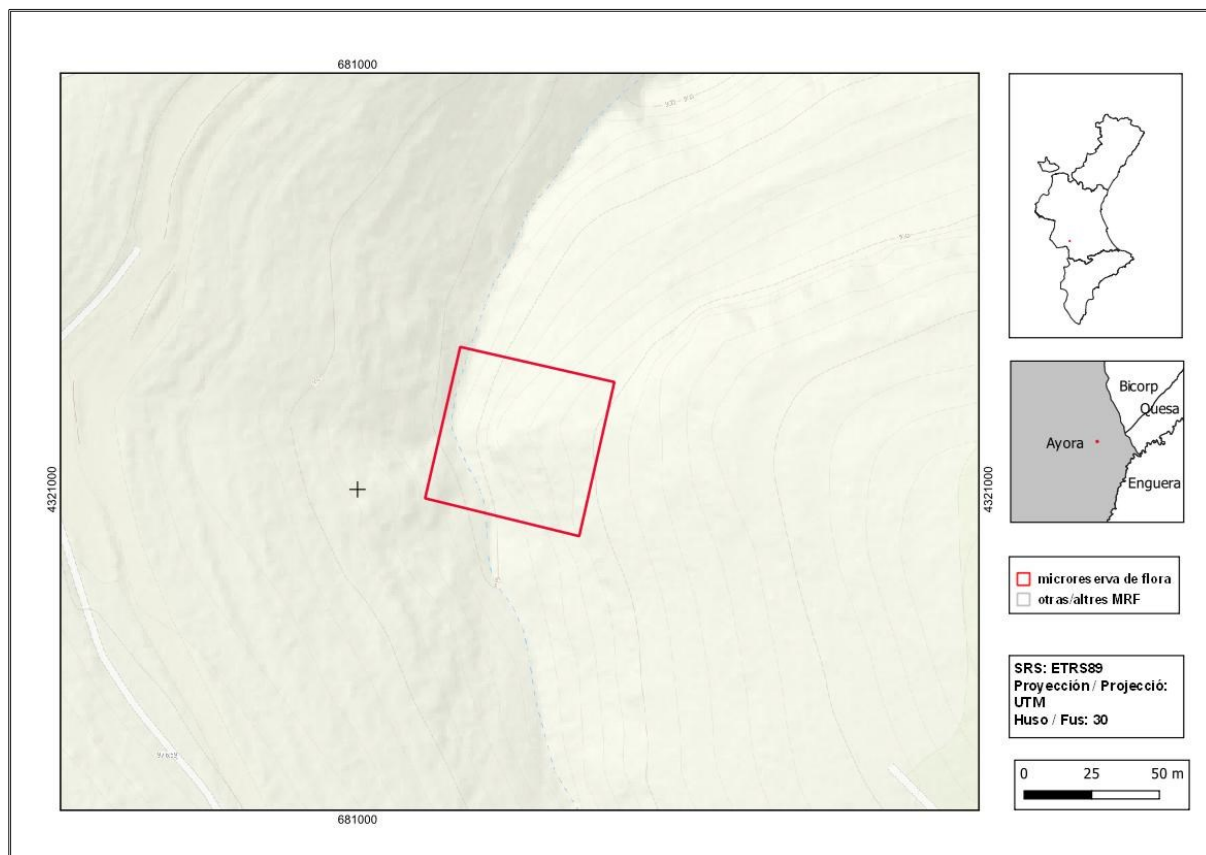 681000
4321000
4321000
681000
Bicorp
Quesa
Ayora
Enguera
microreserva de flora
otras/altres MRF
SRS: ETRS89
Proyección / Projecció:
UTM
Huso / Fus: 30
0 25 50 m